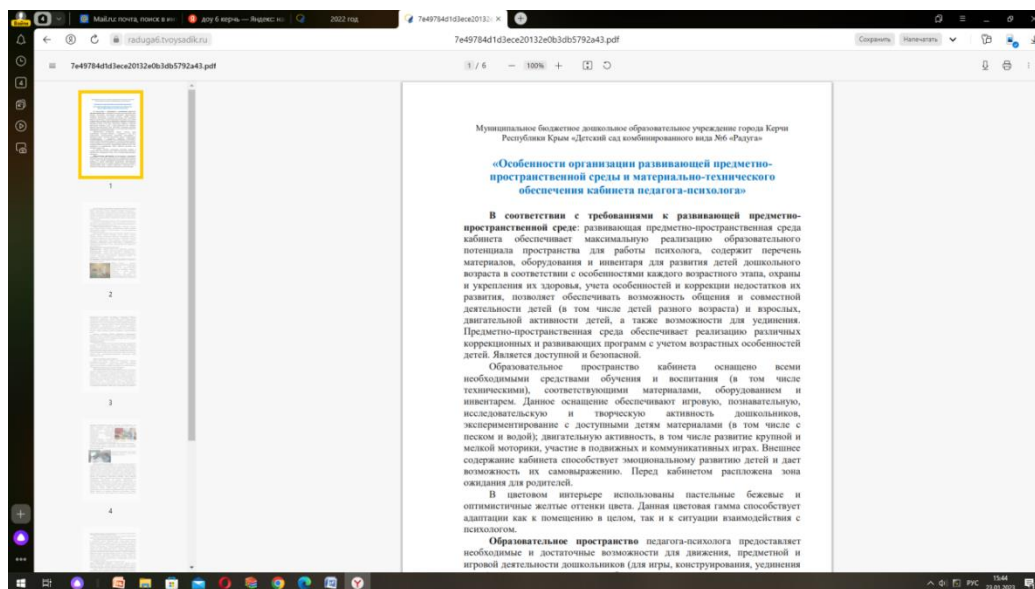 4
Mail.ru: почта, поиск в ин
доу 6 керчь — Яндекс: на
2022 год
7e49784d1d3ece20132
raduga6.tvoysadik.ru
7e49784d1d3ece20132e0b3db5792a43.pdf
Сохранить
Напечатать
7e49784d1d3ece20132e0b3db5792a43.pdf
1 / 6
100%
4
1
2
3
4
Муниципальное бюджетное дошкольное образовательное учреждение города Керчи
Республики Крым «Детский сад комбинированного вида №6 «Радуга»
«Особенности организации развивающей предметно-
пространственной среды и материально-технического
обеспечения кабинета педагога-психолога»
В соответствии с требованиями к развивающей предметно-
пространственной среде: развивающая предметно-пространственная среда
кабинета обеспечивает максимальную реализацию образовательного
потенциала пространства для работы психолога, содержит перечень
материалов, оборудования и инвентаря для развития детей дошкольного
возраста в соответствии с особенностями каждого возрастного этапа, охраны
и укрепления их здоровья, учета особенностей и коррекции недостатков их
развития, позволяет обеспечивать возможность общения и совместной
деятельности детей (в том числе детей разного возраста) и взрослых,
двигательной активности детей, а также возможности для уединения.
Предметно-пространственная среда обеспечивает реализацию различных
коррекционных и развивающих программ с учетом возрастных особенностей
детей. Является доступной и безопасной.
Образовательное пространство кабинета оснащено всеми
необходимыми средствами обучения и воспитания (в том числе
техническими), соответствующими материалами, оборудованием и
инвентарем. Данное оснащение обеспечивают игровую, познавательную,
исследовательскую и творческую активность дошкольников,
экспериментирование с доступными детям материалами (в том числе с
песком и водой); двигательную активность, в том числе развитие крупной и
мелкой моторики, участие в подвижных и коммуникативных играх. Внешнее
содержание кабинета способствует эмоциональному развитию детей и дает
возможность их самовыражению. Перед кабинетом расположена зона
ожидания для родителей.
В цветовом интерьере использованы пастельные бежевые и
оптимистичные желтые оттенки цвета. Данная цветовая гамма способствует
адаптации как к помещению в целом, так и к ситуации взаимодействия с
психологом.
Образовательное пространство педагога-психолога предоставляет
необходимые и достаточные возможности для движения, предметной и
игровой деятельности дошкольников (для игры, конструирования, уединения
РУС
15:44
23.01.2023